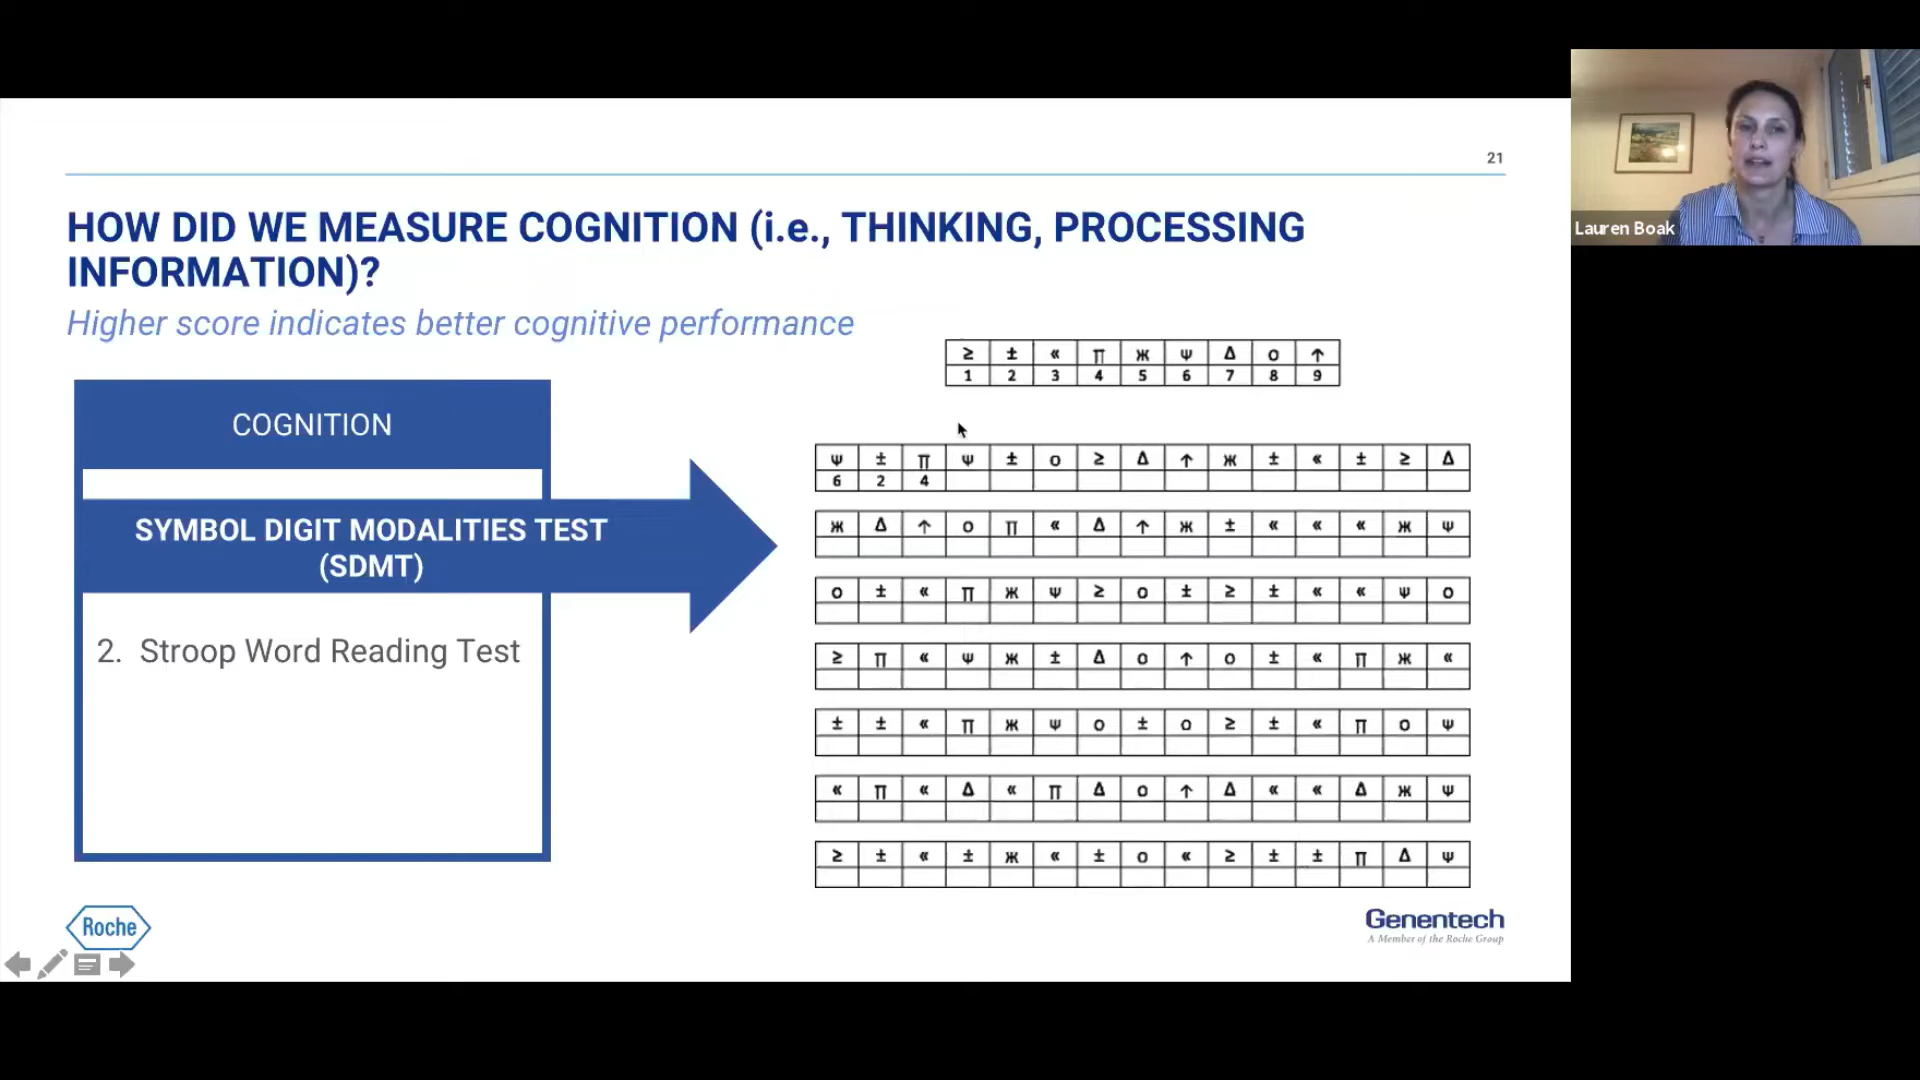 21
Lauren Boak
HOW DID WE MEASURE COGNITION (i.e., THINKING, PROCESSING
INFORMATION)?
Higher score indicates better cognitive performance
≥ ± « П ж ψ Δ o ↑
1 2 3 4 5 6 7 8 9
COGNITION
SYMBOL DIGIT MODALITIES TEST
(SDMT)
2. Stroop Word Reading Test
ψ ± П ψ ± o ≥ Δ ↑ ж ± « ± ≥ Δ
6 2 4
ж Δ ↑ o П « Δ ↑ ж ± « « « ж ψ
o ± « П ж ψ ≥ o ± ≥ ± « « ψ o
≥ П « ψ ж ± Δ o ↑ o ± « П ж «
± ± « П ж ψ o ± o ≥ ± « П o ψ
« П « Δ « П Δ o ↑ Δ « « Δ ж ψ
≥ ± « ± ж « ± o « ≥ ± ± П Δ ψ
Roche
Genentech
A Member of the Roche Group